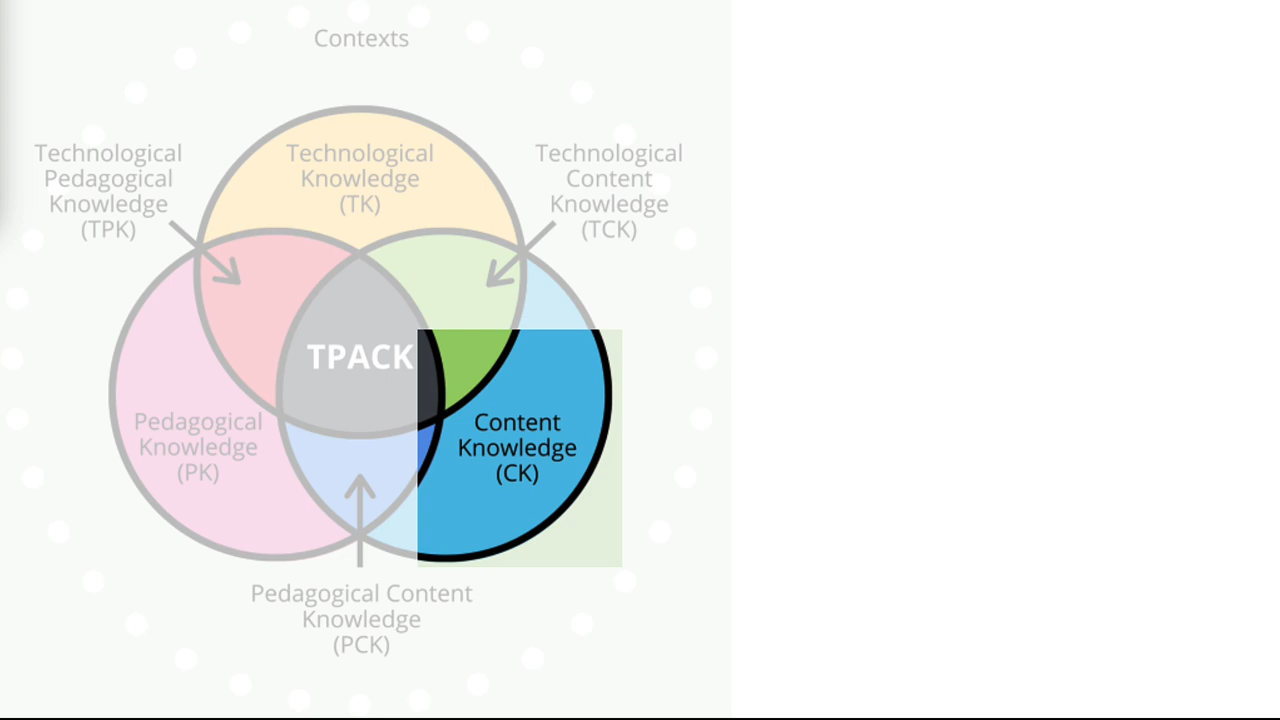 Contexts
Technological
Pedagogical
Knowledge
(TPK)
Technological
Knowledge
(TK)
Technological
Content
Knowledge
(TCK)
TPACK
Pedagogical
Knowledge
(PK)
Content
Knowledge
(CK)
Pedagogical Content
Knowledge
(PCK)